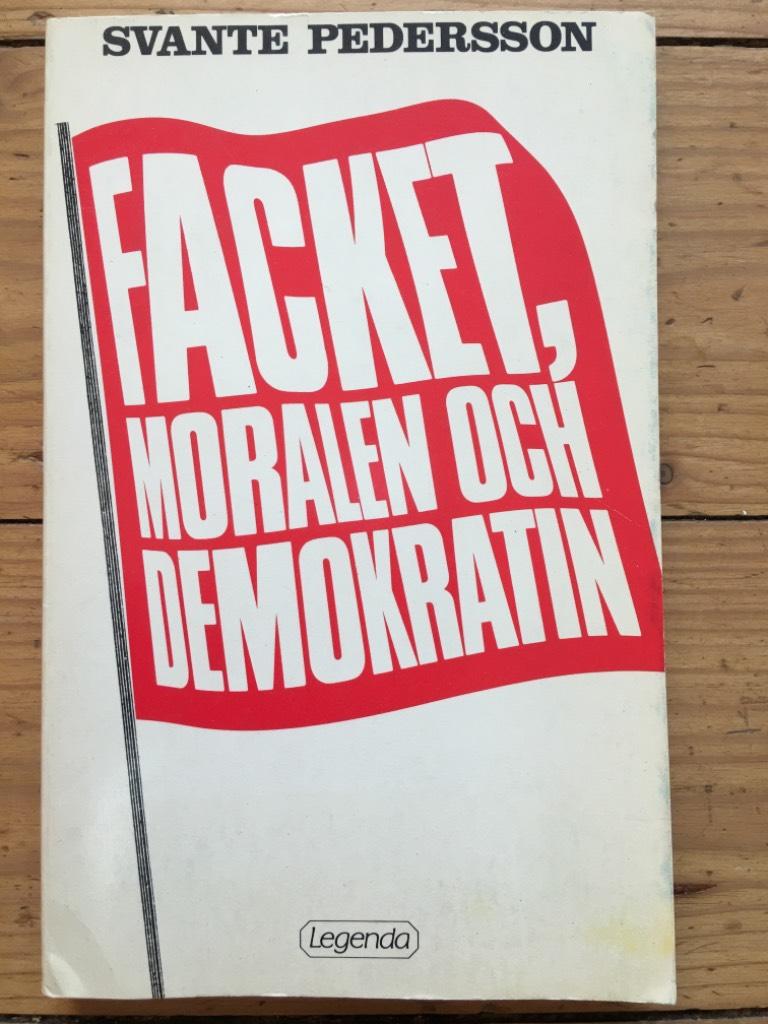 SVANTE PEDERSSON
FACKET,
MORALEN OCH
DEMOKRATIN
Legenda